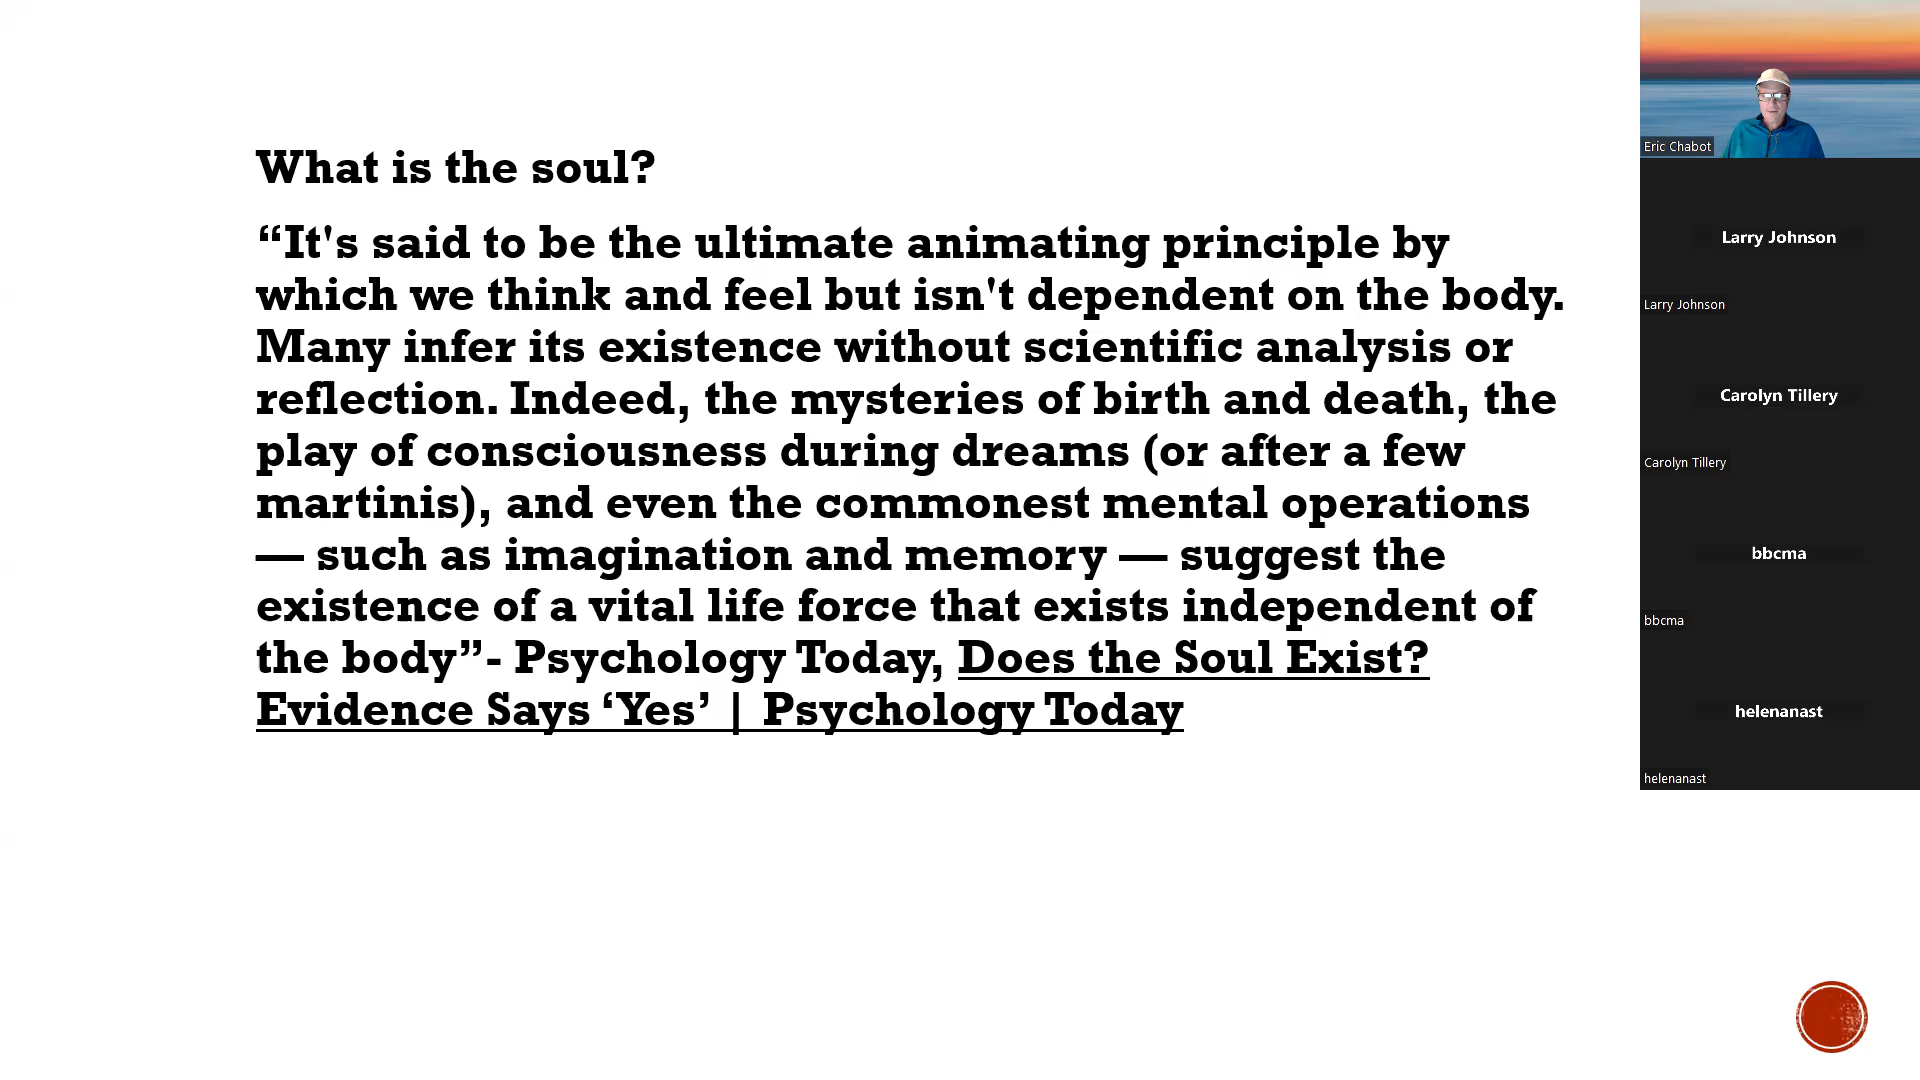 What is the soul?
“It's said to be the ultimate animating principle by
which we think and feel but isn't dependent on the body.
Many infer its existence without scientific analysis or
reflection. Indeed, the mysteries of birth and death, the
play of consciousness during dreams (or after a few
martinis), and even the commonest mental operations
— such as imagination and memory — suggest the
existence of a vital life force that exists independent of
the body”- Psychology Today, Does the Soul Exist?
Evidence Says ‘Yes’ | Psychology Today
Eric Chabot
Larry Johnson
Larry Johnson
Carolyn Tillery
Carolyn Tillery
bbcma
bbcma
helenanast
helenanast